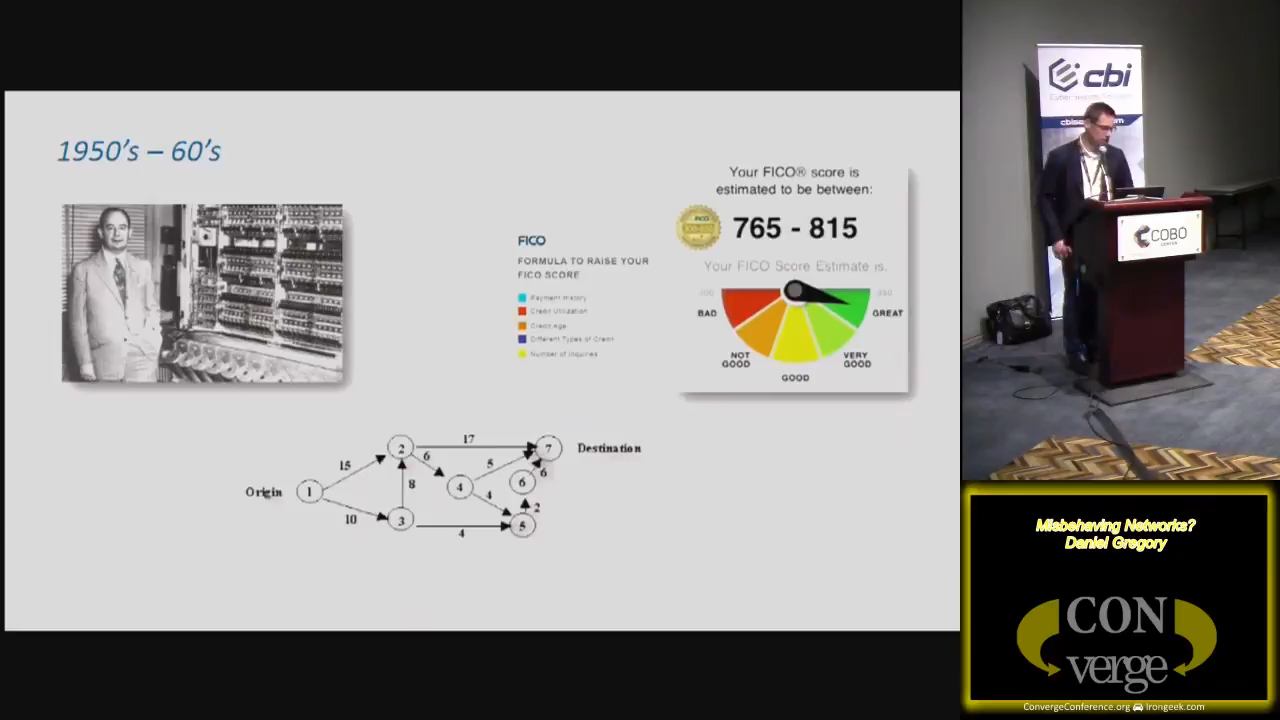 1950's – 60's
FICO
FORMULA TO RAISE YOUR
FICO SCORE
Payment History
Credit Utilization
Credit Age
Different Types of Credit
Number of Inquiries
Your FICO® score is
estimated to be between:
FICO
765 - 815
Your FICO Score Estimate is.
BAD
NOT
GOOD
GOOD
VERY
GOOD
GREAT
Origin
1
15
10
2
3
8
17
6
4
5
4
4
7
6
6
5
2
Destination
cbi
COBO
CENTER
Misbehaving Networks?
Daniel Gregory
CON
verge
ConvergeConference.org Irongeek.com